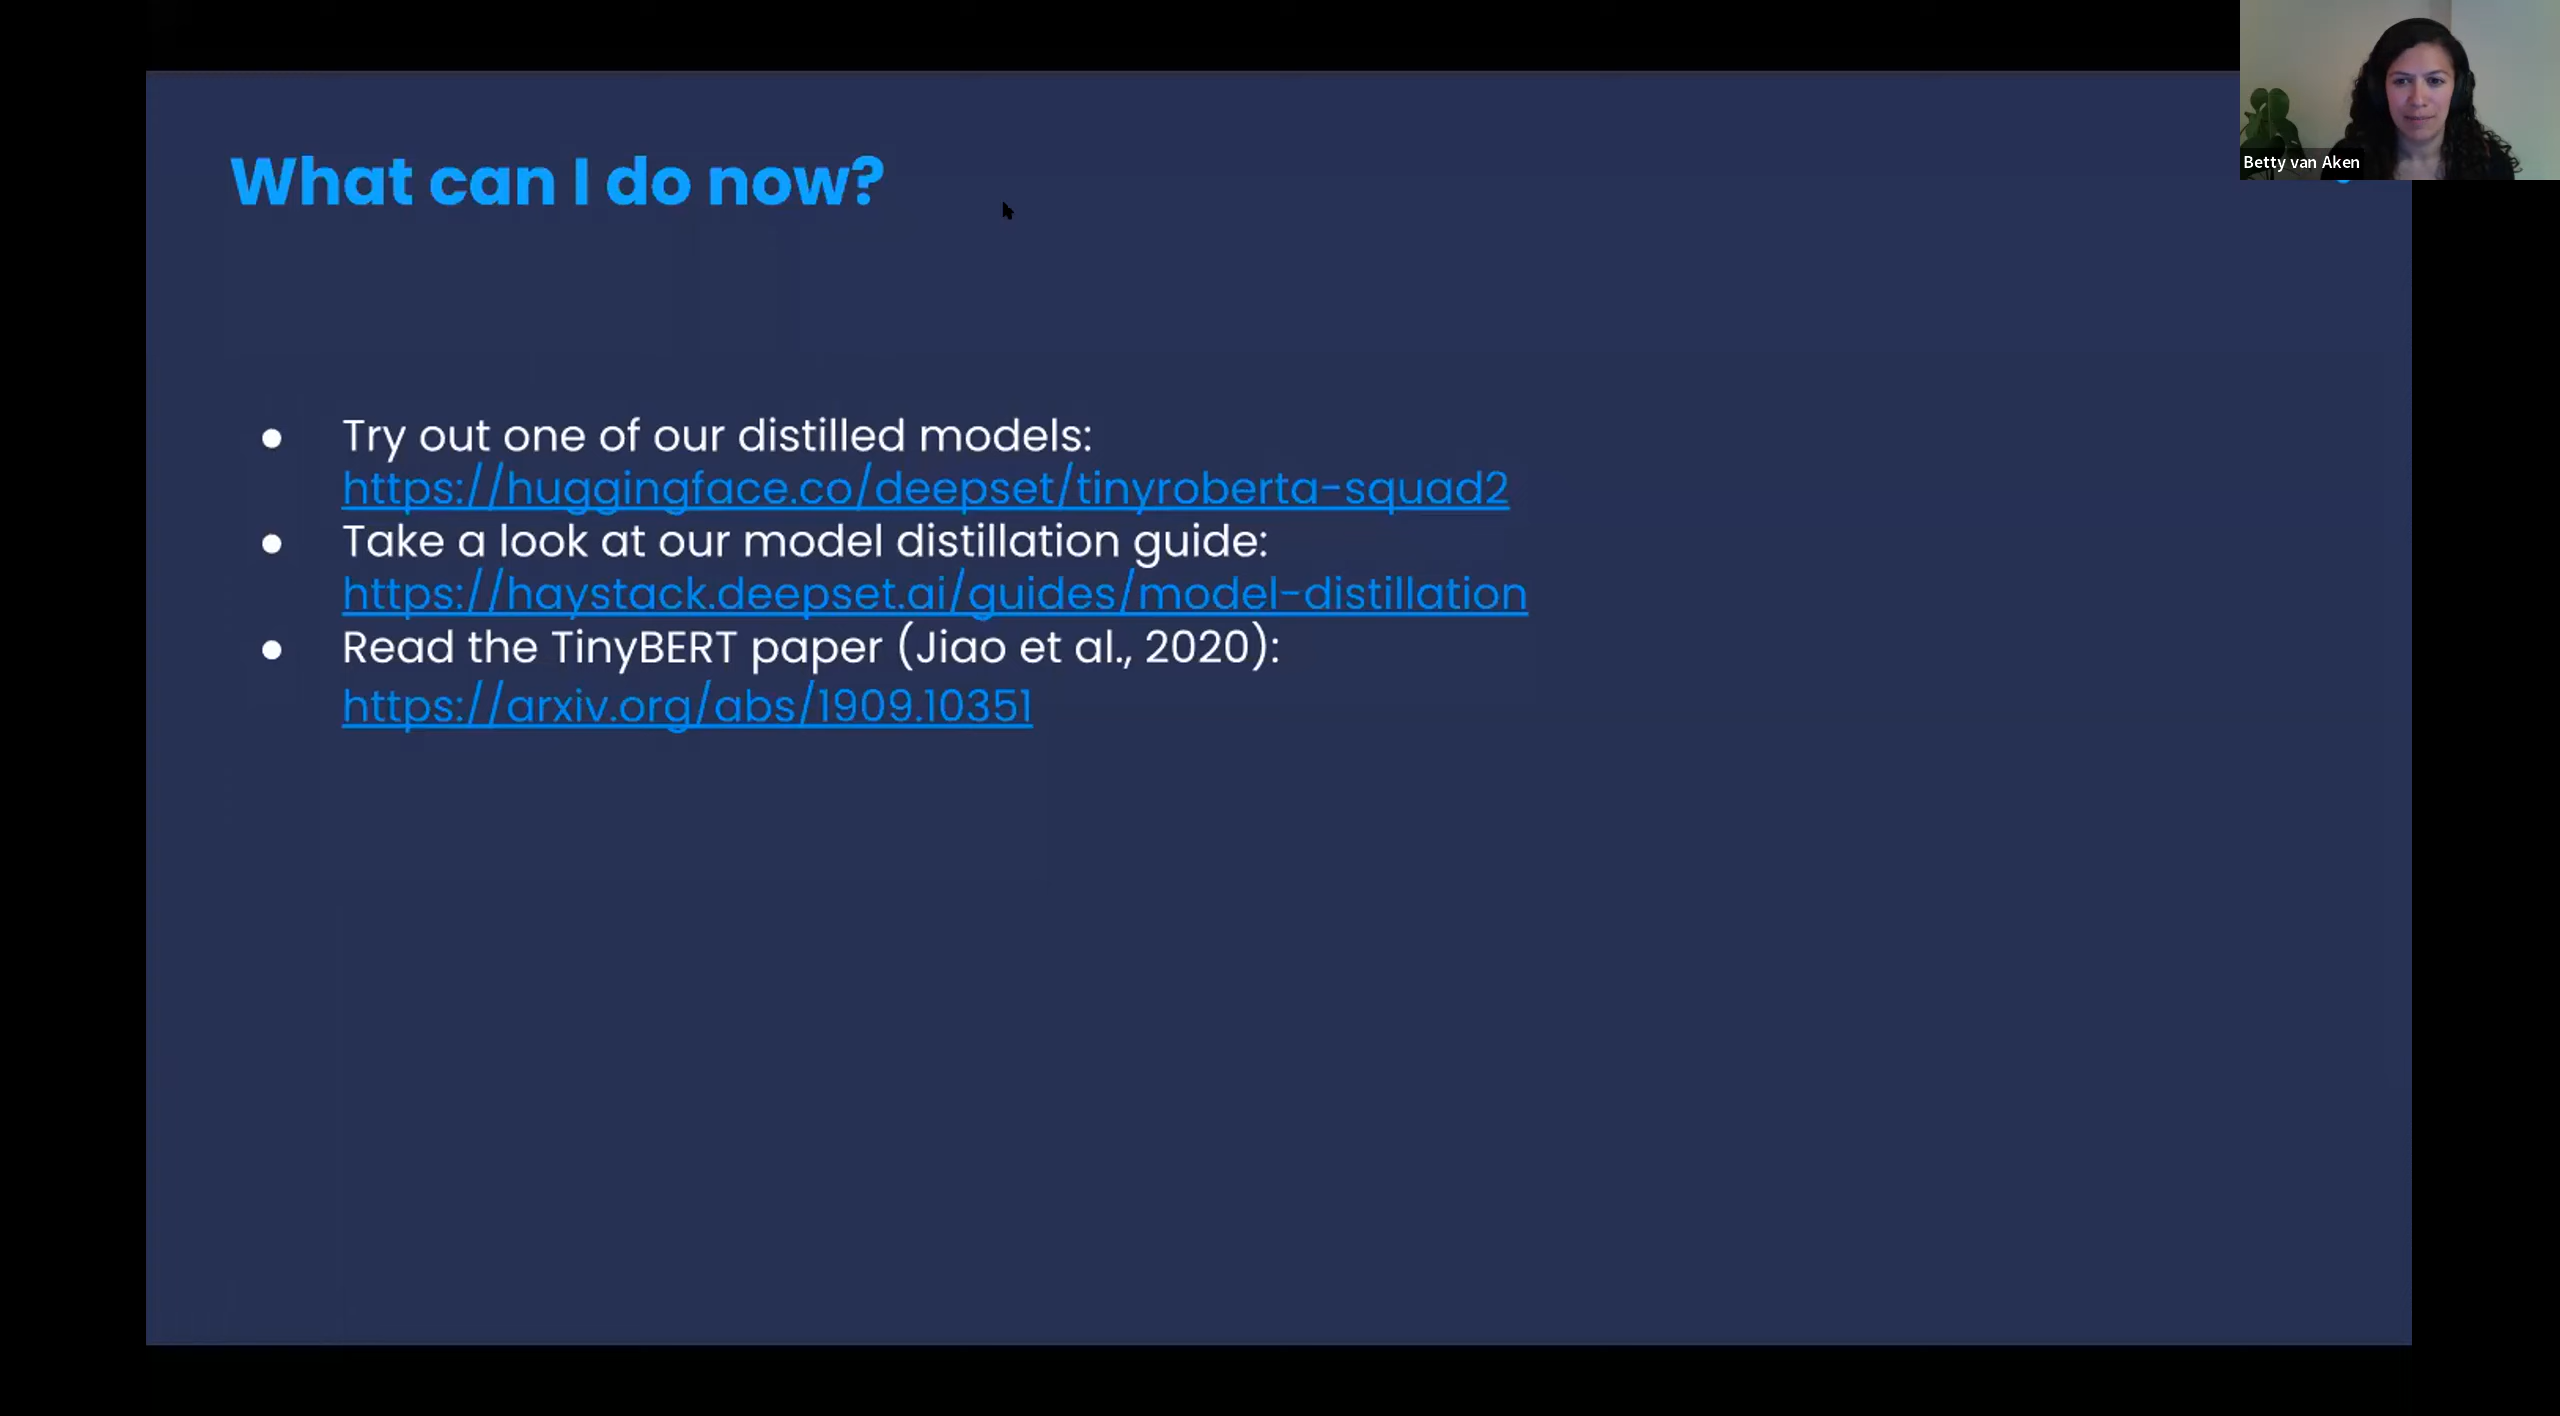 What can I do now?
Betty van Aken
● Try out one of our distilled models:
https://huggingface.co/deepset/tinyroberta-squad2
● Take a look at our model distillation guide:
https://haystack.deepset.ai/guides/model-distillation
● Read the TinyBERT paper (Jiao et al., 2020):
https://arxiv.org/abs/1909.10351